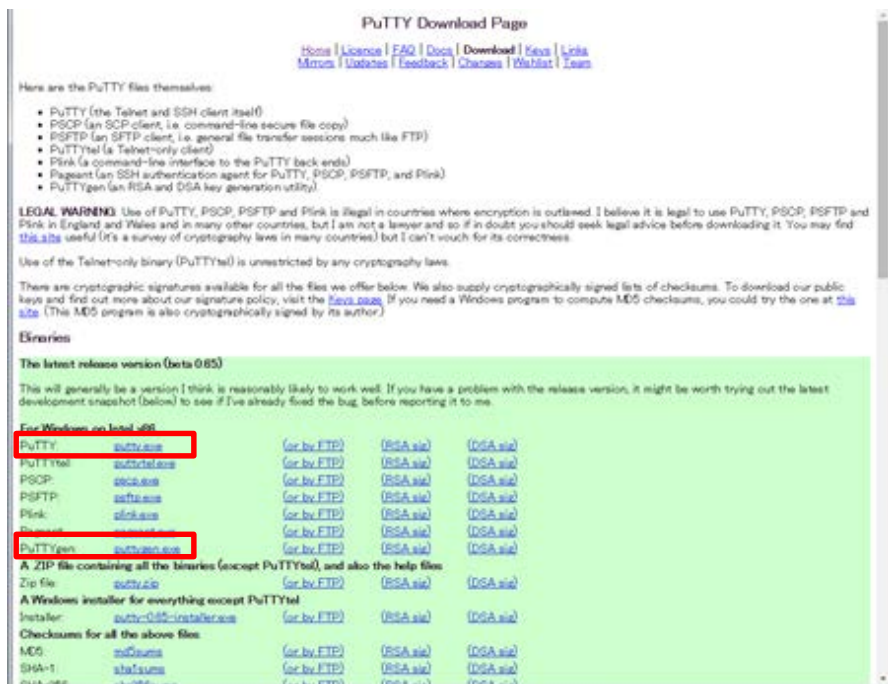 PuTTY Download Page
Home | Licence | FAQ | Docs | Download | Keys | Links
Mirrors | Updates | Feedback | Changes | Wishlist | Team
Here are the PuTTY files themselves:
• PuTTY (the Telnet and SSH client itself)
• PSCP (an SCP client, i.e. command-line secure file copy)
• PSFTP (an SFTP client, i.e. general file transfer sessions much like FTP)
• PuTTYtel (a Telnet-only client)
• Plink (a command-line interface to the PuTTY back ends)
• Pageant (an SSH authentication agent for PuTTY, PSCP, PSFTP, and Plink)
• PuTTYgen (an RSA and DSA key generation utility).
LEGAL WARNING: Use of PuTTY, PSCP, PSFTP and Plink is illegal in countries where encryption is outlawed. I believe it is legal to use PuTTY, PSCP, PSFTP and
Plink in England and Wales and in many other countries, but I am not a lawyer and so if in doubt you should seek legal advice before downloading it. You may find
this site useful (it's a survey of cryptography laws in many countries) but I can't vouch for its correctness.
Use of the Telnet-only binary (PuTTYtel) is unrestricted by any cryptography laws.
There are cryptographic signatures available for all the files we offer below. We also supply cryptographically signed lists of checksums. To download our public
keys and find out more about our signature policy, visit the Keys page. If you need a Windows program to compute MD5 checksums, you could try the one at this
site. (This MD5 program is also cryptographically signed by its author.)
Binaries
The latest release version (beta 0.65)
This will generally be a version I think is reasonably likely to work well. If you have a problem with the release version, it might be worth trying out the latest
development snapshot (below) to see if I've already fixed the bug, before reporting it to me.
For Windows on Intel x86
PuTTY: putty.exe (or by FTP) (RSA sig) (DSA sig)
PuTTYtel: puttytel.exe (or by FTP) (RSA sig) (DSA sig)
PSCP: pscp.exe (or by FTP) (RSA sig) (DSA sig)
PSFTP: psftp.exe (or by FTP) (RSA sig) (DSA sig)
Plink: plink.exe (or by FTP) (RSA sig) (DSA sig)
Pageant: pageant.exe (or by FTP) (RSA sig) (DSA sig)
PuTTYgen: puttygen.exe (or by FTP) (RSA sig) (DSA sig)
A .ZIP file containing all the binaries (except PuTTYtel), and also the help files
Zip file: putty.zip (or by FTP) (RSA sig) (DSA sig)
A Windows installer for everything except PuTTYtel
Installer: putty-0.65-installer.exe (or by FTP) (RSA sig) (DSA sig)
Checksums for all the above files
MD5: md5sums (or by FTP) (RSA sig) (DSA sig)
SHA-1: sha1sums (or by FTP) (RSA sig) (DSA sig)
(or by FTP) (RSA sig) (DSA sig)